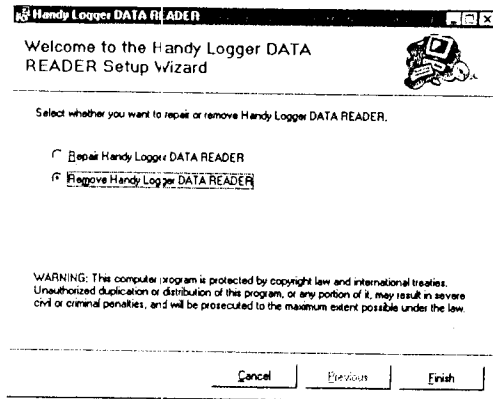 Handy Logger DATA READER
Welcome to the Handy Logger DATA
READER Setup Wizard
Select whether you want to repair or remove Handy Logger DATA READER.
Repair Handy Logger DATA READER
Remove Handy Logger DATA READER
WARNING: This computer program is protected by copyright law and international treaties.
Unauthorized duplication or distribution of this program, or any portion of it, may result in severe
civil or criminal penalties, and will be prosecuted to the maximum extent possible under the law.
Cancel
Previous
Finish